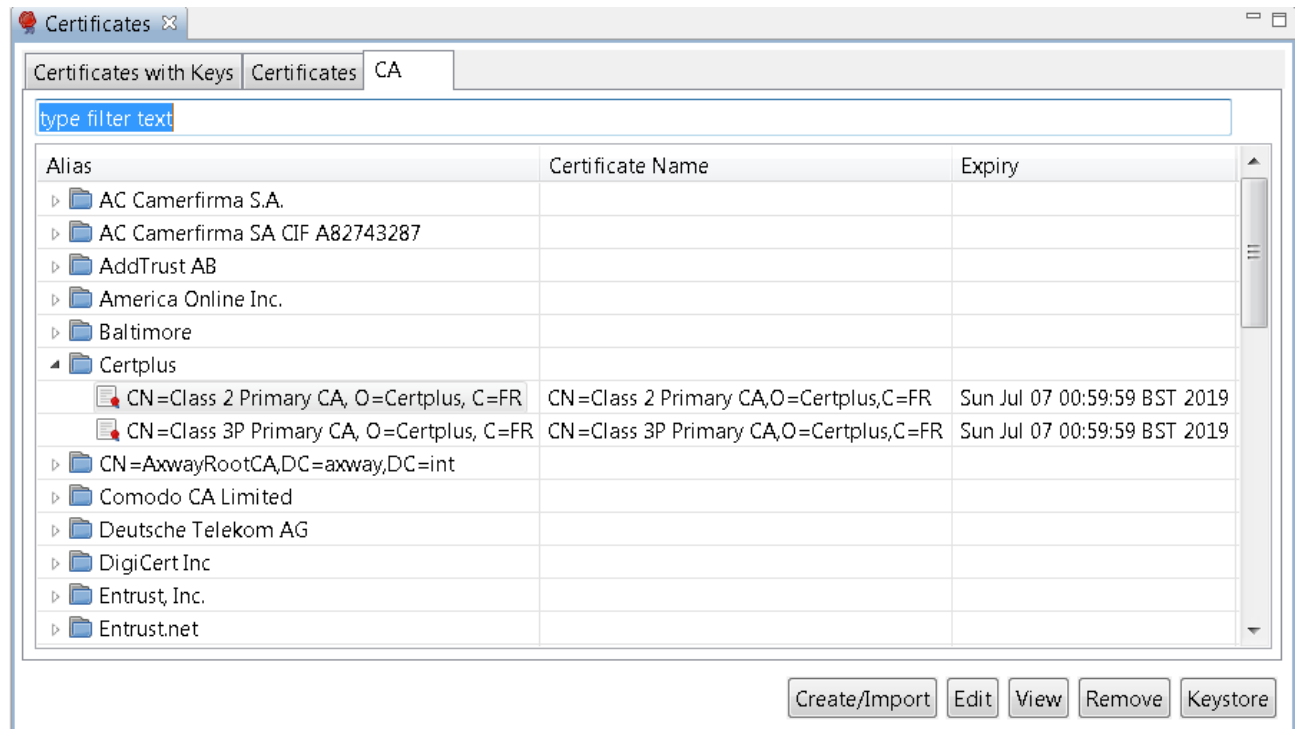 Certificates
Certificates with Keys Certificates CA
type filter text
Alias Certificate Name Expiry
AC Camerfirma S.A.
AC Camerfirma SA CIF A82743287
AddTrust AB
America Online Inc.
Baltimore
Certplus
CN=Class 2 Primary CA, O=Certplus, C=FR CN=Class 2 Primary CA,O=Certplus,C=FR Sun Jul 07 00:59:59 BST 2019
CN=Class 3P Primary CA, O=Certplus, C=FR CN=Class 3P Primary CA,O=Certplus,C=FR Sun Jul 07 00:59:59 BST 2019
CN=AxwayRootCA,DC=axway,DC=int
Comodo CA Limited
Deutsche Telekom AG
DigiCert Inc
Entrust, Inc.
Entrust.net
Create/Import Edit View Remove Keystore